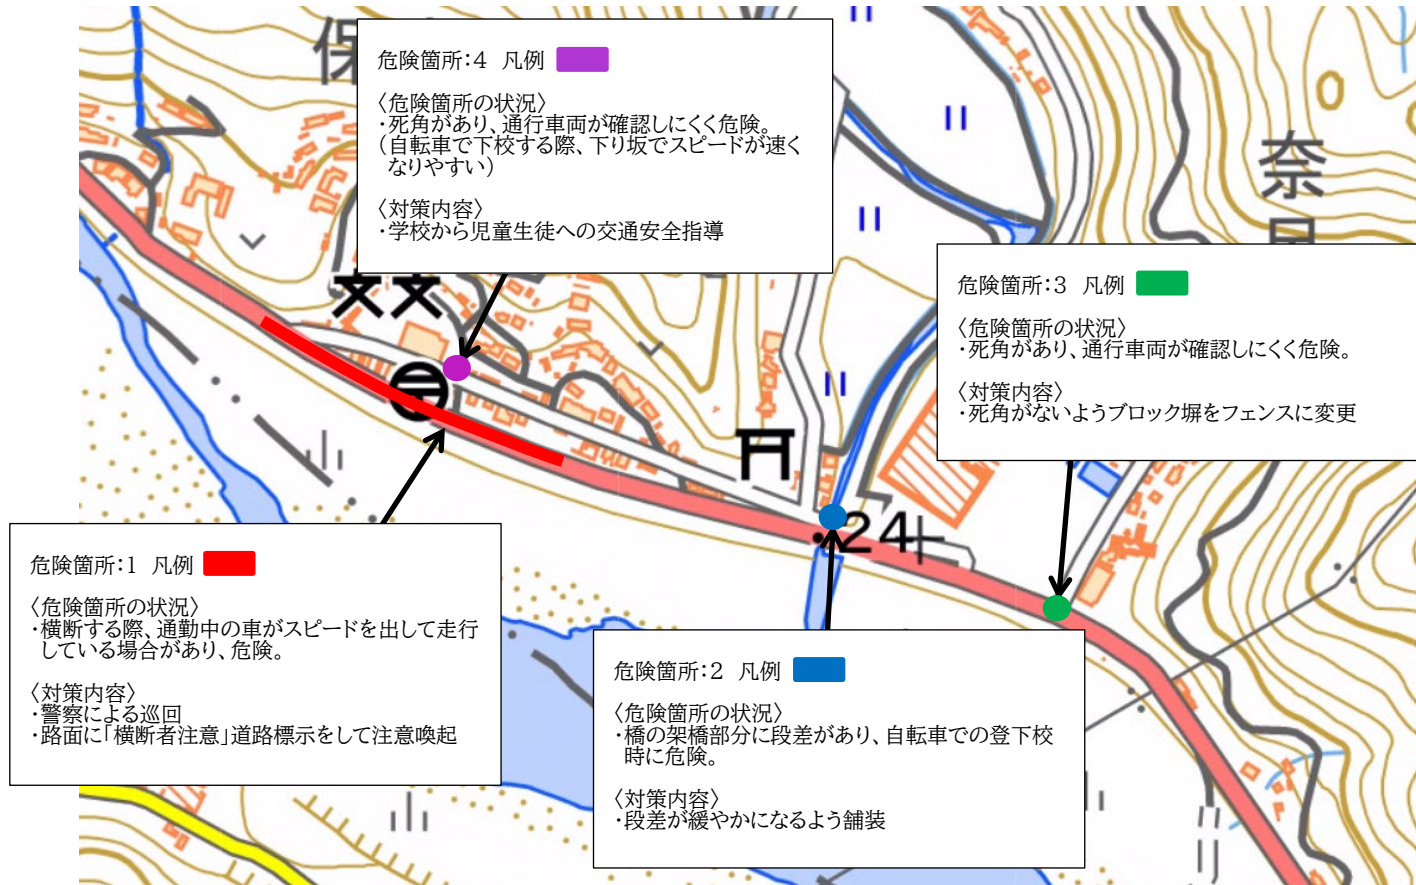 保
危険箇所:4 凡例
〈危険箇所の状況〉
・死角があり、通行車両が確認しにくく危険。
(自転車で下校する際、下り坂でスピードが速く
なりやすい)
〈対策内容〉
・学校から児童生徒への交通安全指導
奈
危険箇所:3 凡例
〈危険箇所の状況〉
・死角があり、通行車両が確認しにくく危険。
〈対策内容〉
・死角がないようブロック塀をフェンスに変更
24
危険箇所:1 凡例
〈危険箇所の状況〉
・横断する際、通勤中の車がスピードを出して走行
している場合があり、危険。
〈対策内容〉
・警察による巡回
・路面に「横断者注意」道路標示をして注意喚起
危険箇所:2 凡例
〈危険箇所の状況〉
・橋の架橋部分に段差があり、自転車での登下校
時に危険。
〈対策内容〉
・段差が緩やかになるよう舗装